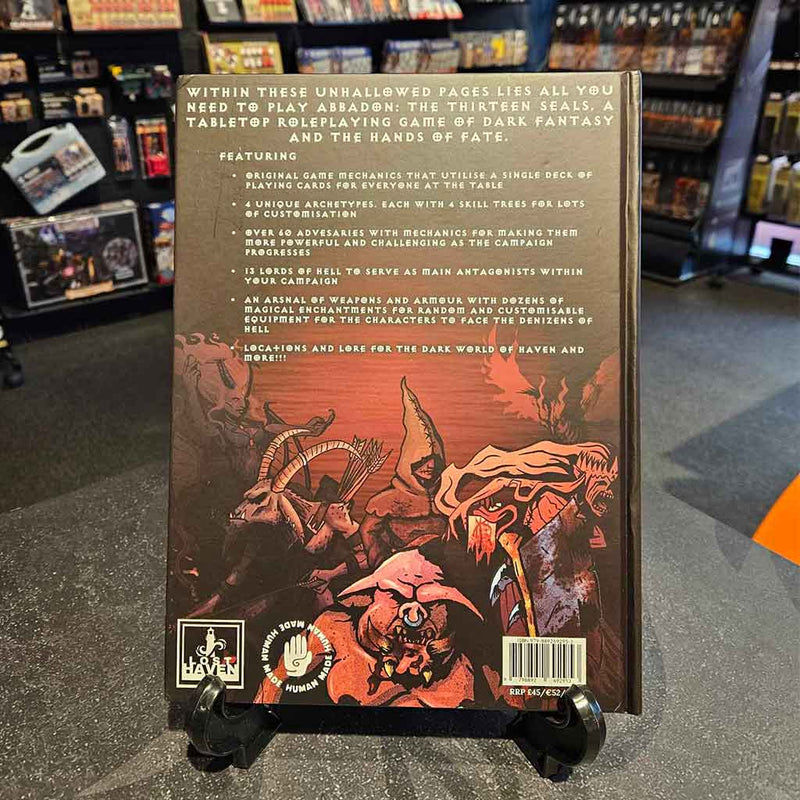 WITHIN THESE UNHALLOWED PAGES LIES ALL YOU
NEED TO PLAY ABBADON: THE THIRTEEN SEALS. A
TABLETOP ROLEPLAYING GAME OF DARK FANTASY
AND THE HANDS OF FATE.
FEATURING
• ORIGINAL GAME MECHANICS THAT UTILISE A SINGLE DECK OF
PLAYING CARDS FOR EVERYONE AT THE TABLE
• 4 UNIQUE ARCHETYPES. EACH WITH 4 SKILL TREES FOR LOTS
OF CUSTOMISATION
• OVER 60 ADVESARIES WITH MECHANICS FOR MAKING THEM
MORE POWERFUL AND CHALLENGING AS THE CAMPAIGN
PROGRESSES
• 13 LORDS OF HELL TO SERVE AS MAIN ANTAGONISTS WITHIN
YOUR CAMPAIGN
• AN ARSNAL OF WEAPONS AND ARMOUR WITH DOZENS OF
MAGICAL ENCHANTMENTS FOR RANDOM AND CUSTOMISABLE
EQUIPMENT FOR THE CHARACTERS TO FACE THE DENIZENS OF
HELL
• LOCATIONS AND LORE FOR THE DARK WORLD OF HAVEN AND
MORE!!!
LOST
HAVEN
HUMAN MADE HUMAN MADE HUMAN MADE
RRP £45/€52/